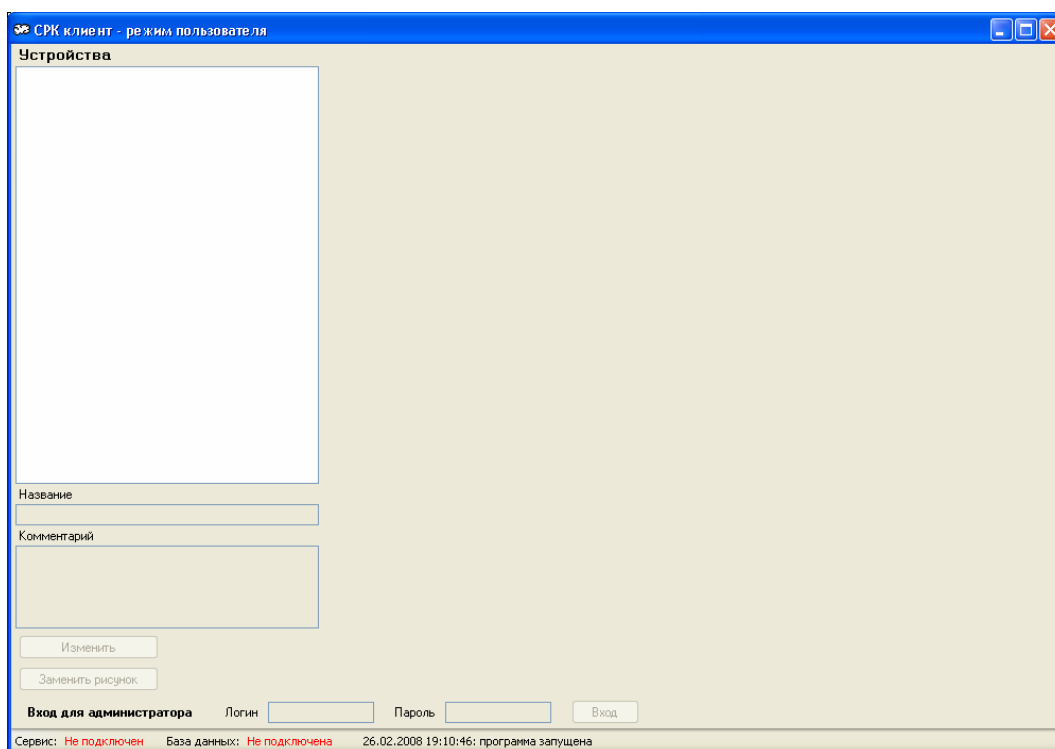 СРК клиент - режим пользователя
Устройства
Название
Комментарий
Изменить
Заменить рисунок
Вход для администратора Логин Пароль Вход
Сервис: Не подключен База данных: Не подключена 26.02.2008 19:10:46: программа запущена